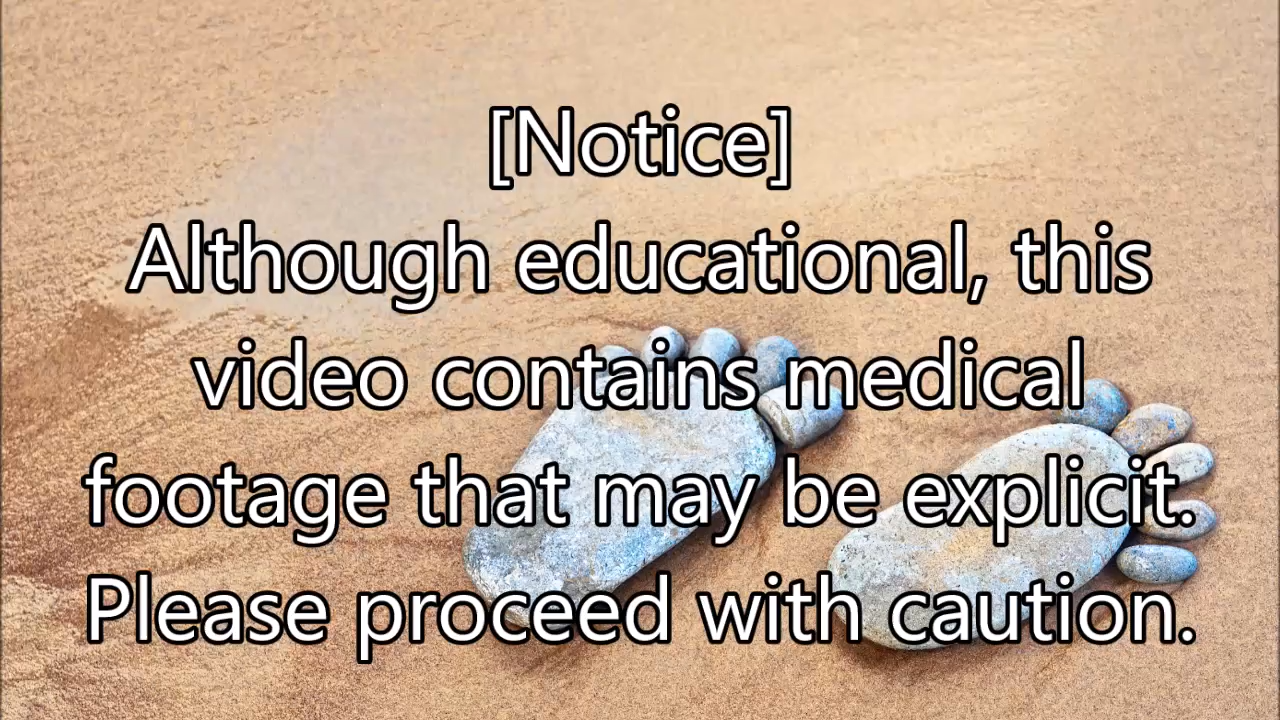 [Notice]
Although educational, this
video contains medical
footage that may be explicit.
Please proceed with caution.